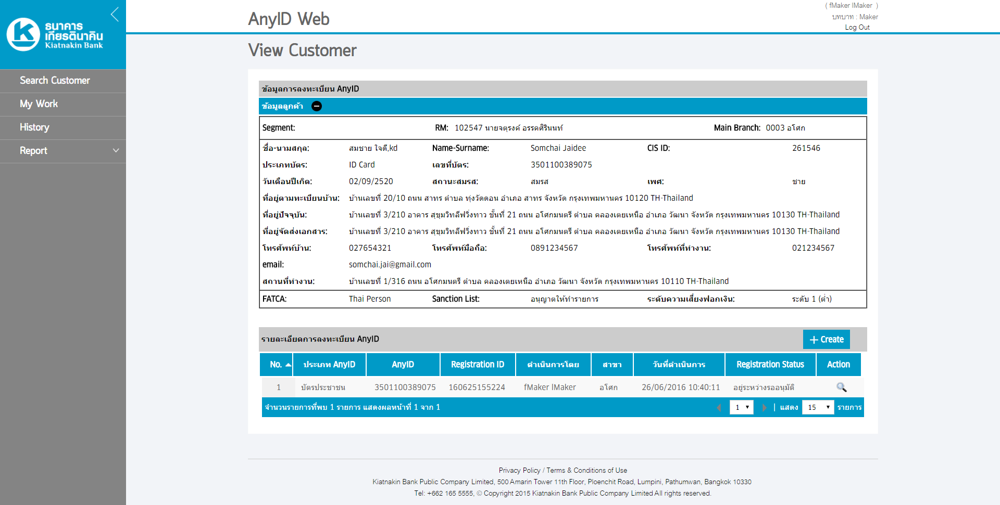 ธนาคาร
เกียรตินาคิน
Kiatnakin Bank
Search Customer
My Work
History
Report
AnyID Web
( fMaker lMaker )
บทบาท : Maker
Log Out
View Customer
ข้อมูลการลงทะเบียน AnyID
ข้อมูลลูกค้า
Segment: RM: 102547 นายจตุรงค์ อรรคศิรินนท์ Main Branch: 0003 อโศก
ชื่อ-นามสกุล: สมชาย ใจดี,kd Name-Surname: Somchai Jaidee CIS ID: 261546
ประเภทบัตร: ID Card เลขที่บัตร: 3501100389075
วันเดือนปีเกิด: 02/09/2520 สถานะสมรส: สมรส เพศ: ชาย
ที่อยู่ตามทะเบียนบ้าน: บ้านเลขที่ 20/10 ถนน สาทร ตำบล ทุ่งวัดดอน อำเภอ สาทร จังหวัด กรุงเทพมหานคร 10120 TH-Thailand
ที่อยู่ปัจจุบัน: บ้านเลขที่ 3/210 อาคาร สุขุมวิทลีฟวิ่งทาว ชั้นที่ 21 ถนน อโศกมนตรี ตำบล คลองเตยเหนือ อำเภอ วัฒนา จังหวัด กรุงเทพมหานคร 10130 TH-Thailand
ที่อยู่จัดส่งเอกสาร: บ้านเลขที่ 3/210 อาคาร สุขุมวิทลีฟวิ่งทาว ชั้นที่ 21 ถนน อโศกมนตรี ตำบล คลองเตยเหนือ อำเภอ วัฒนา จังหวัด กรุงเทพมหานคร 10130 TH-Thailand
โทรศัพท์บ้าน: 027654321 โทรศัพท์มือถือ: 0891234567 โทรศัพท์ที่ทำงาน: 021234567
email: somchai.jai@gmail.com
สถานที่ทำงาน: บ้านเลขที่ 1/316 ถนน อโศกมนตรี ตำบล คลองเตยเหนือ อำเภอ วัฒนา จังหวัด กรุงเทพมหานคร 10110 TH-Thailand
FATCA: Thai Person Sanction List: อนุญาตให้ทำรายการ ระดับความเสี่ยงฟอกเงิน: ระดับ 1 (ต่ำ)
รายละเอียดการลงทะเบียน AnyID + Create
No. ประเภท AnyID AnyID Registration ID ดำเนินการโดย สาขา วันที่ดำเนินการ Registration Status Action
1 บัตรประชาชน 3501100389075 160625155224 fMaker lMaker อโศก 26/06/2016 10:40:11 อยู่ระหว่างรออนุมัติ
จำนวนรายการที่พบ 1 รายการ แสดงผลหน้าที่ 1 จาก 1 1 | แสดง 15 รายการ
Privacy Policy / Terms & Conditions of Use
Kiatnakin Bank Public Company Limited, 500 Amarin Tower 11th Floor, Ploenchit Road, Lumpini, Pathumwan, Bangkok 10330
Tel: +662 165 5555, © Copyright 2015 Kiatnakin Bank Public Company Limited All rights reserved.